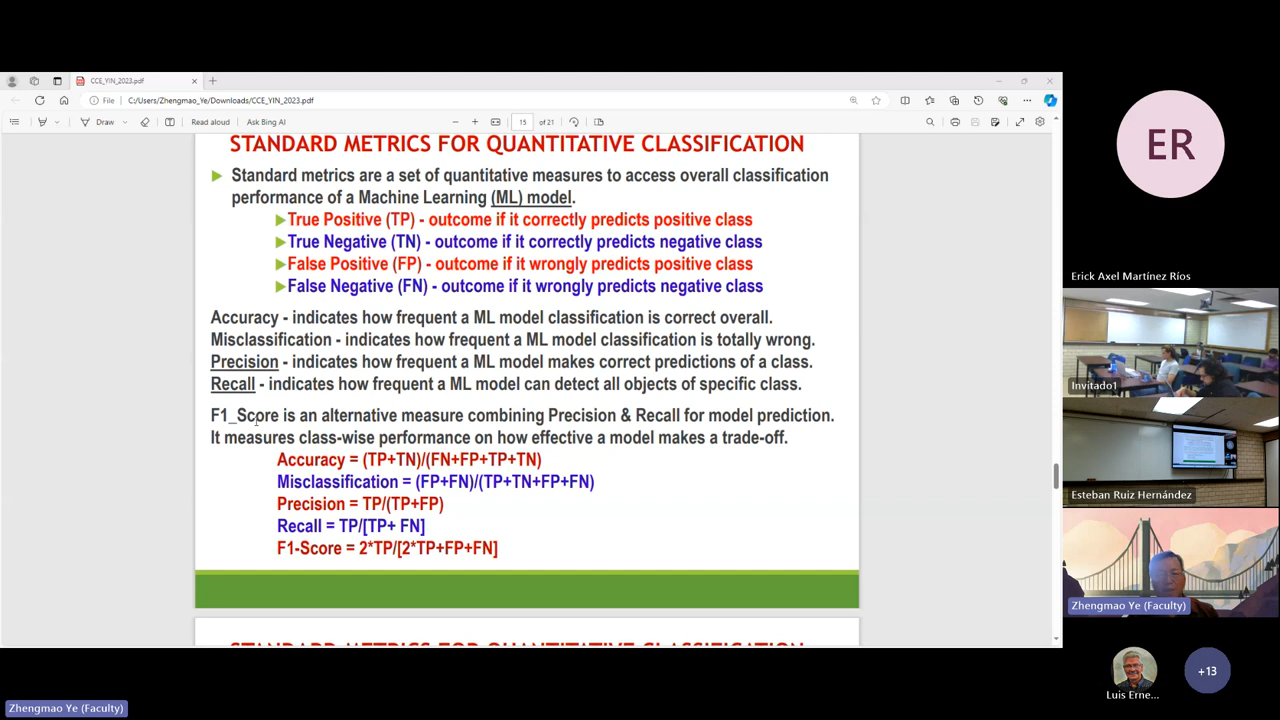 CCE_YIN_2023.pdf
File
C:/Users/Zhengmao_Ye/Downloads/CCE_YIN_2023.pdf
Draw
Read aloud
Ask Bing AI
15
of 21
STANDARD METRICS FOR QUANTITATIVE CLASSIFICATION
Standard metrics are a set of quantitative measures to access overall classification
performance of a Machine Learning (ML) model.
True Positive (TP) - outcome if it correctly predicts positive class
True Negative (TN) - outcome if it correctly predicts negative class
False Positive (FP) - outcome if it wrongly predicts positive class
False Negative (FN) - outcome if it wrongly predicts negative class
Accuracy - indicates how frequent a ML model classification is correct overall.
Misclassification - indicates how frequent a ML model classification is totally wrong.
Precision - indicates how frequent a ML model makes correct predictions of a class.
Recall - indicates how frequent a ML model can detect all objects of specific class.
F1_Score is an alternative measure combining Precision & Recall for model prediction.
It measures class-wise performance on how effective a model makes a trade-off.
Accuracy = (TP+TN)/(FN+FP+TP+TN)
Misclassification = (FP+FN)/(TP+TN+FP+FN)
Precision = TP/(TP+FP)
Recall = TP/[TP+ FN]
F1-Score = 2*TP/[2*TP+FP+FN]
STANDARD METRICS FOR QUANTITATIVE CLASSIFICATION
ER
Erick Axel Martínez Ríos
Invitado1
Esteban Ruíz Hernández
Zhengmao Ye (Faculty)
Luis Erne...
+13
Zhengmao Ye (Faculty)